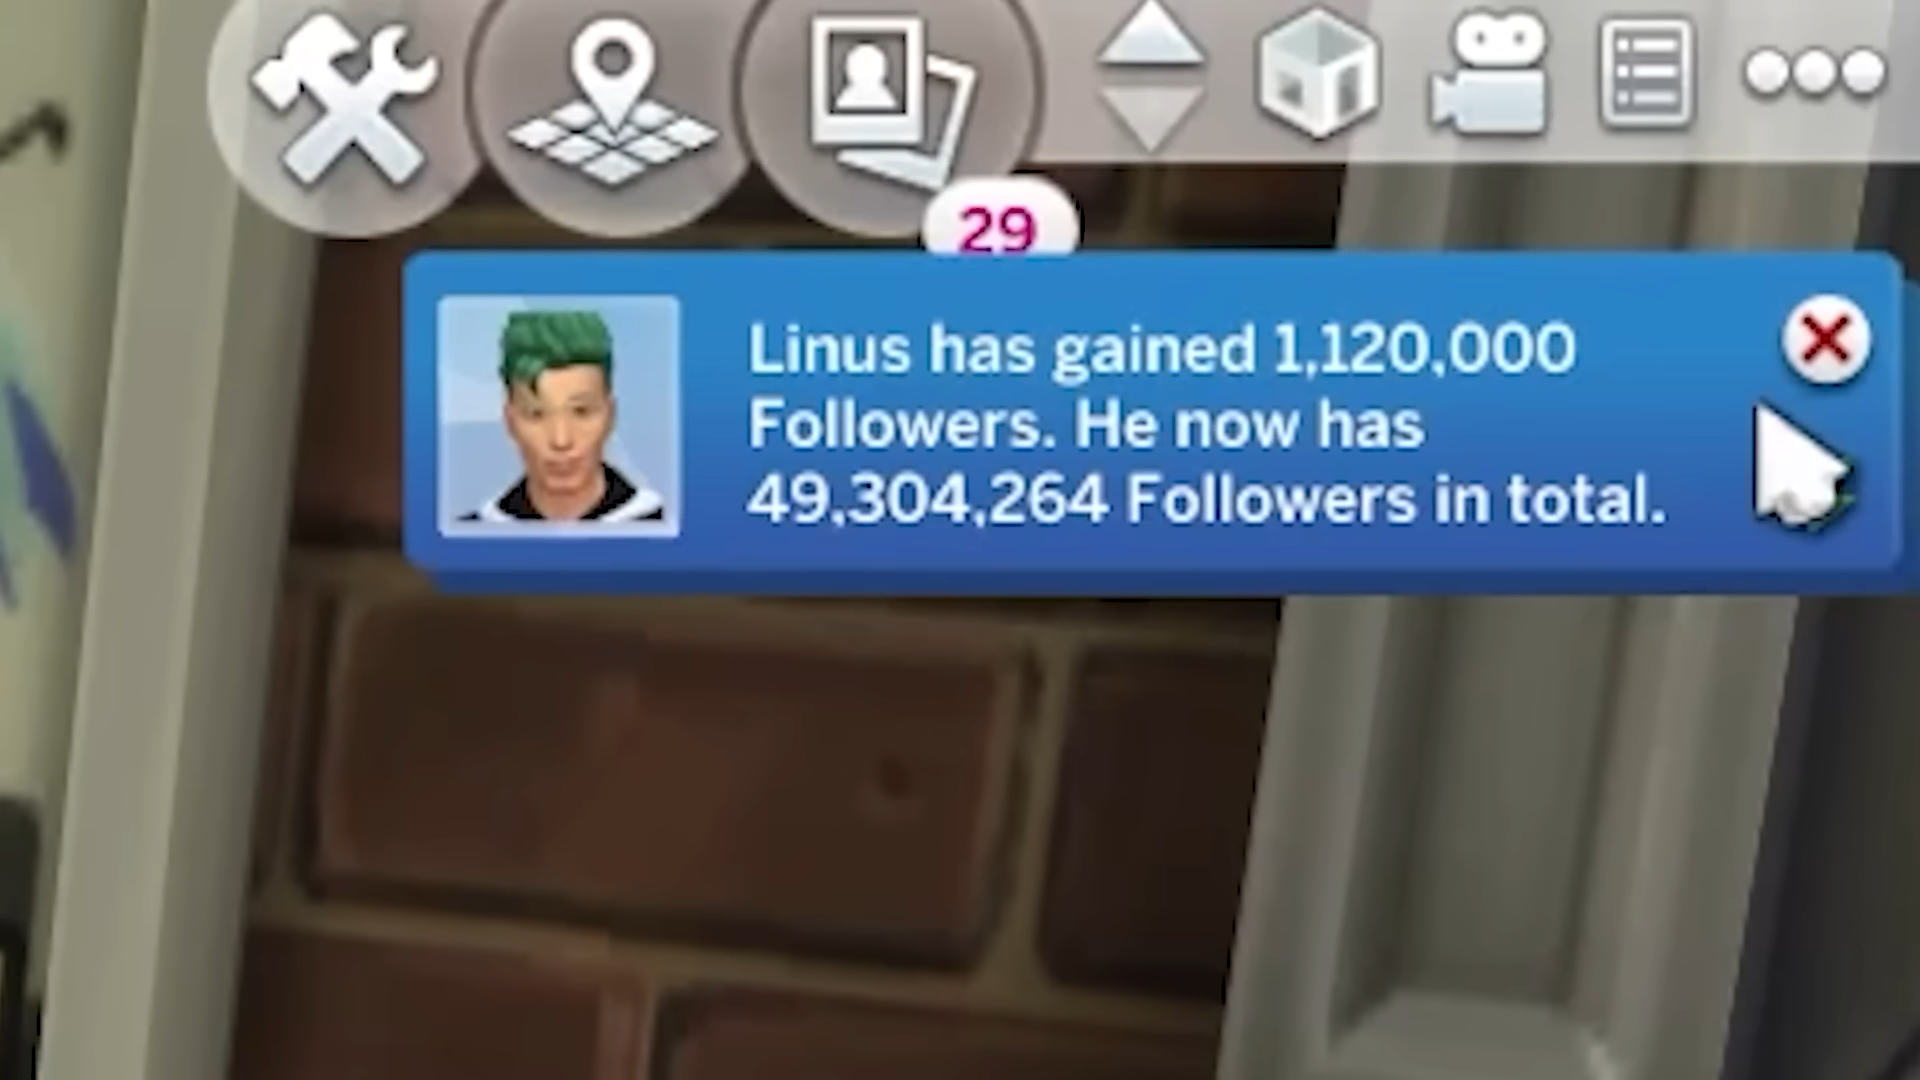 29
Linus has gained 1,120,000
Followers. He now has
49,304,264 Followers in total.